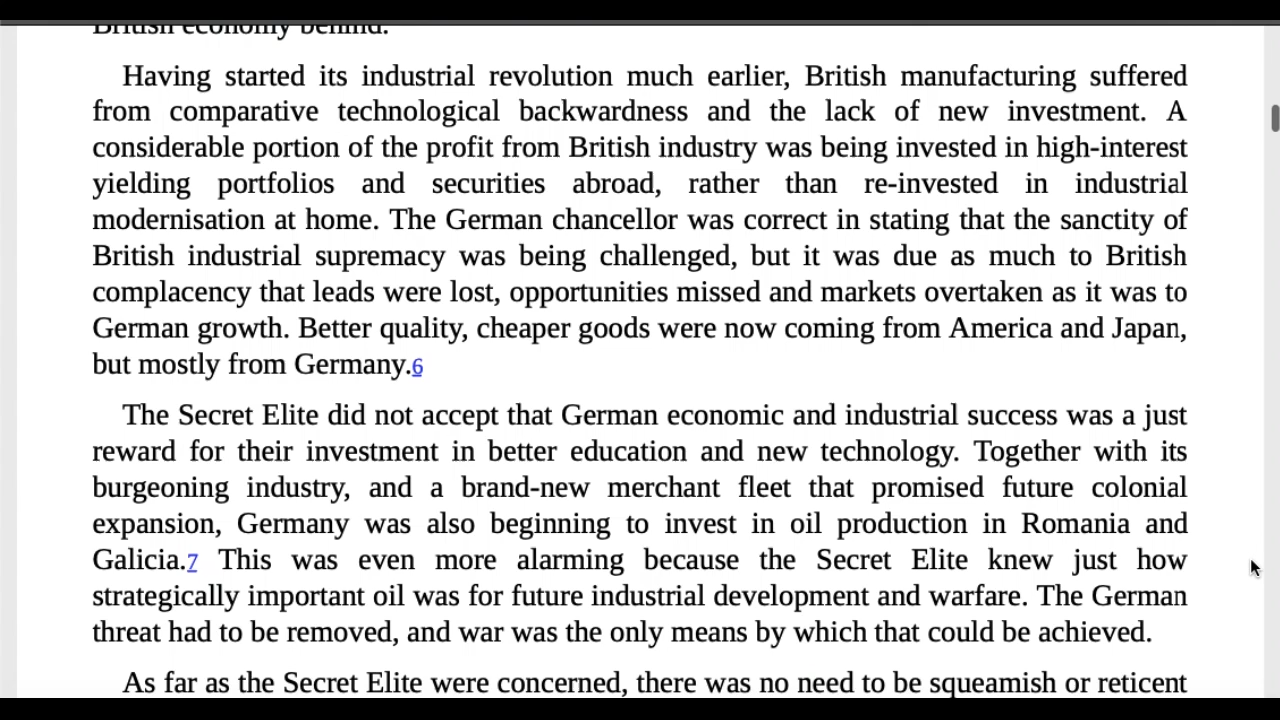 British economy behind.
Having started its industrial revolution much earlier, British manufacturing suffered
from comparative technological backwardness and the lack of new investment. A
considerable portion of the profit from British industry was being invested in high-interest
yielding portfolios and securities abroad, rather than re-invested in industrial
modernisation at home. The German chancellor was correct in stating that the sanctity of
British industrial supremacy was being challenged, but it was due as much to British
complacency that leads were lost, opportunities missed and markets overtaken as it was to
German growth. Better quality, cheaper goods were now coming from America and Japan,
but mostly from Germany.6
The Secret Elite did not accept that German economic and industrial success was a just
reward for their investment in better education and new technology. Together with its
burgeoning industry, and a brand-new merchant fleet that promised future colonial
expansion, Germany was also beginning to invest in oil production in Romania and
Galicia.7 This was even more alarming because the Secret Elite knew just how
strategically important oil was for future industrial development and warfare. The German
threat had to be removed, and war was the only means by which that could be achieved.
As far as the Secret Elite were concerned, there was no need to be squeamish or reticent